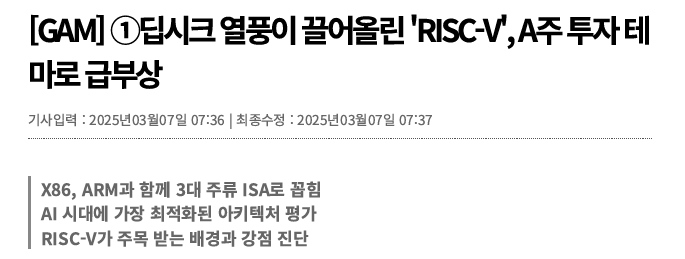 [GAM] ①딥시크 열풍이 끌어올린 'RISC-V', A주 투자 테
마로 급부상
기사입력 : 2025년03월07일 07:36 | 최종수정 : 2025년03월07일 07:37
X86, ARM과 함께 3대 주류 ISA로 꼽힘
AI 시대에 가장 최적화된 아키텍처 평가
RISC-V가 주목 받는 배경과 강점 진단